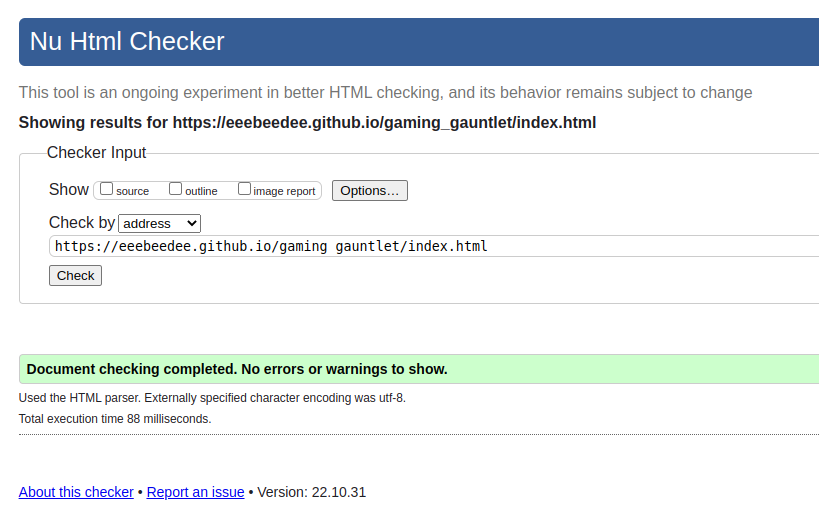 Nu Html Checker
This tool is an ongoing experiment in better HTML checking, and its behavior remains subject to change
Showing results for https://eeebeedee.github.io/gaming_gauntlet/index.html
Checker Input
Show source outline image report Options…
Check by address
https://eeebeedee.github.io/gaming_gauntlet/index.html
Check
Document checking completed. No errors or warnings to show.
Used the HTML parser. Externally specified character encoding was utf-8.
Total execution time 88 milliseconds.
About this checker • Report an issue • Version: 22.10.31